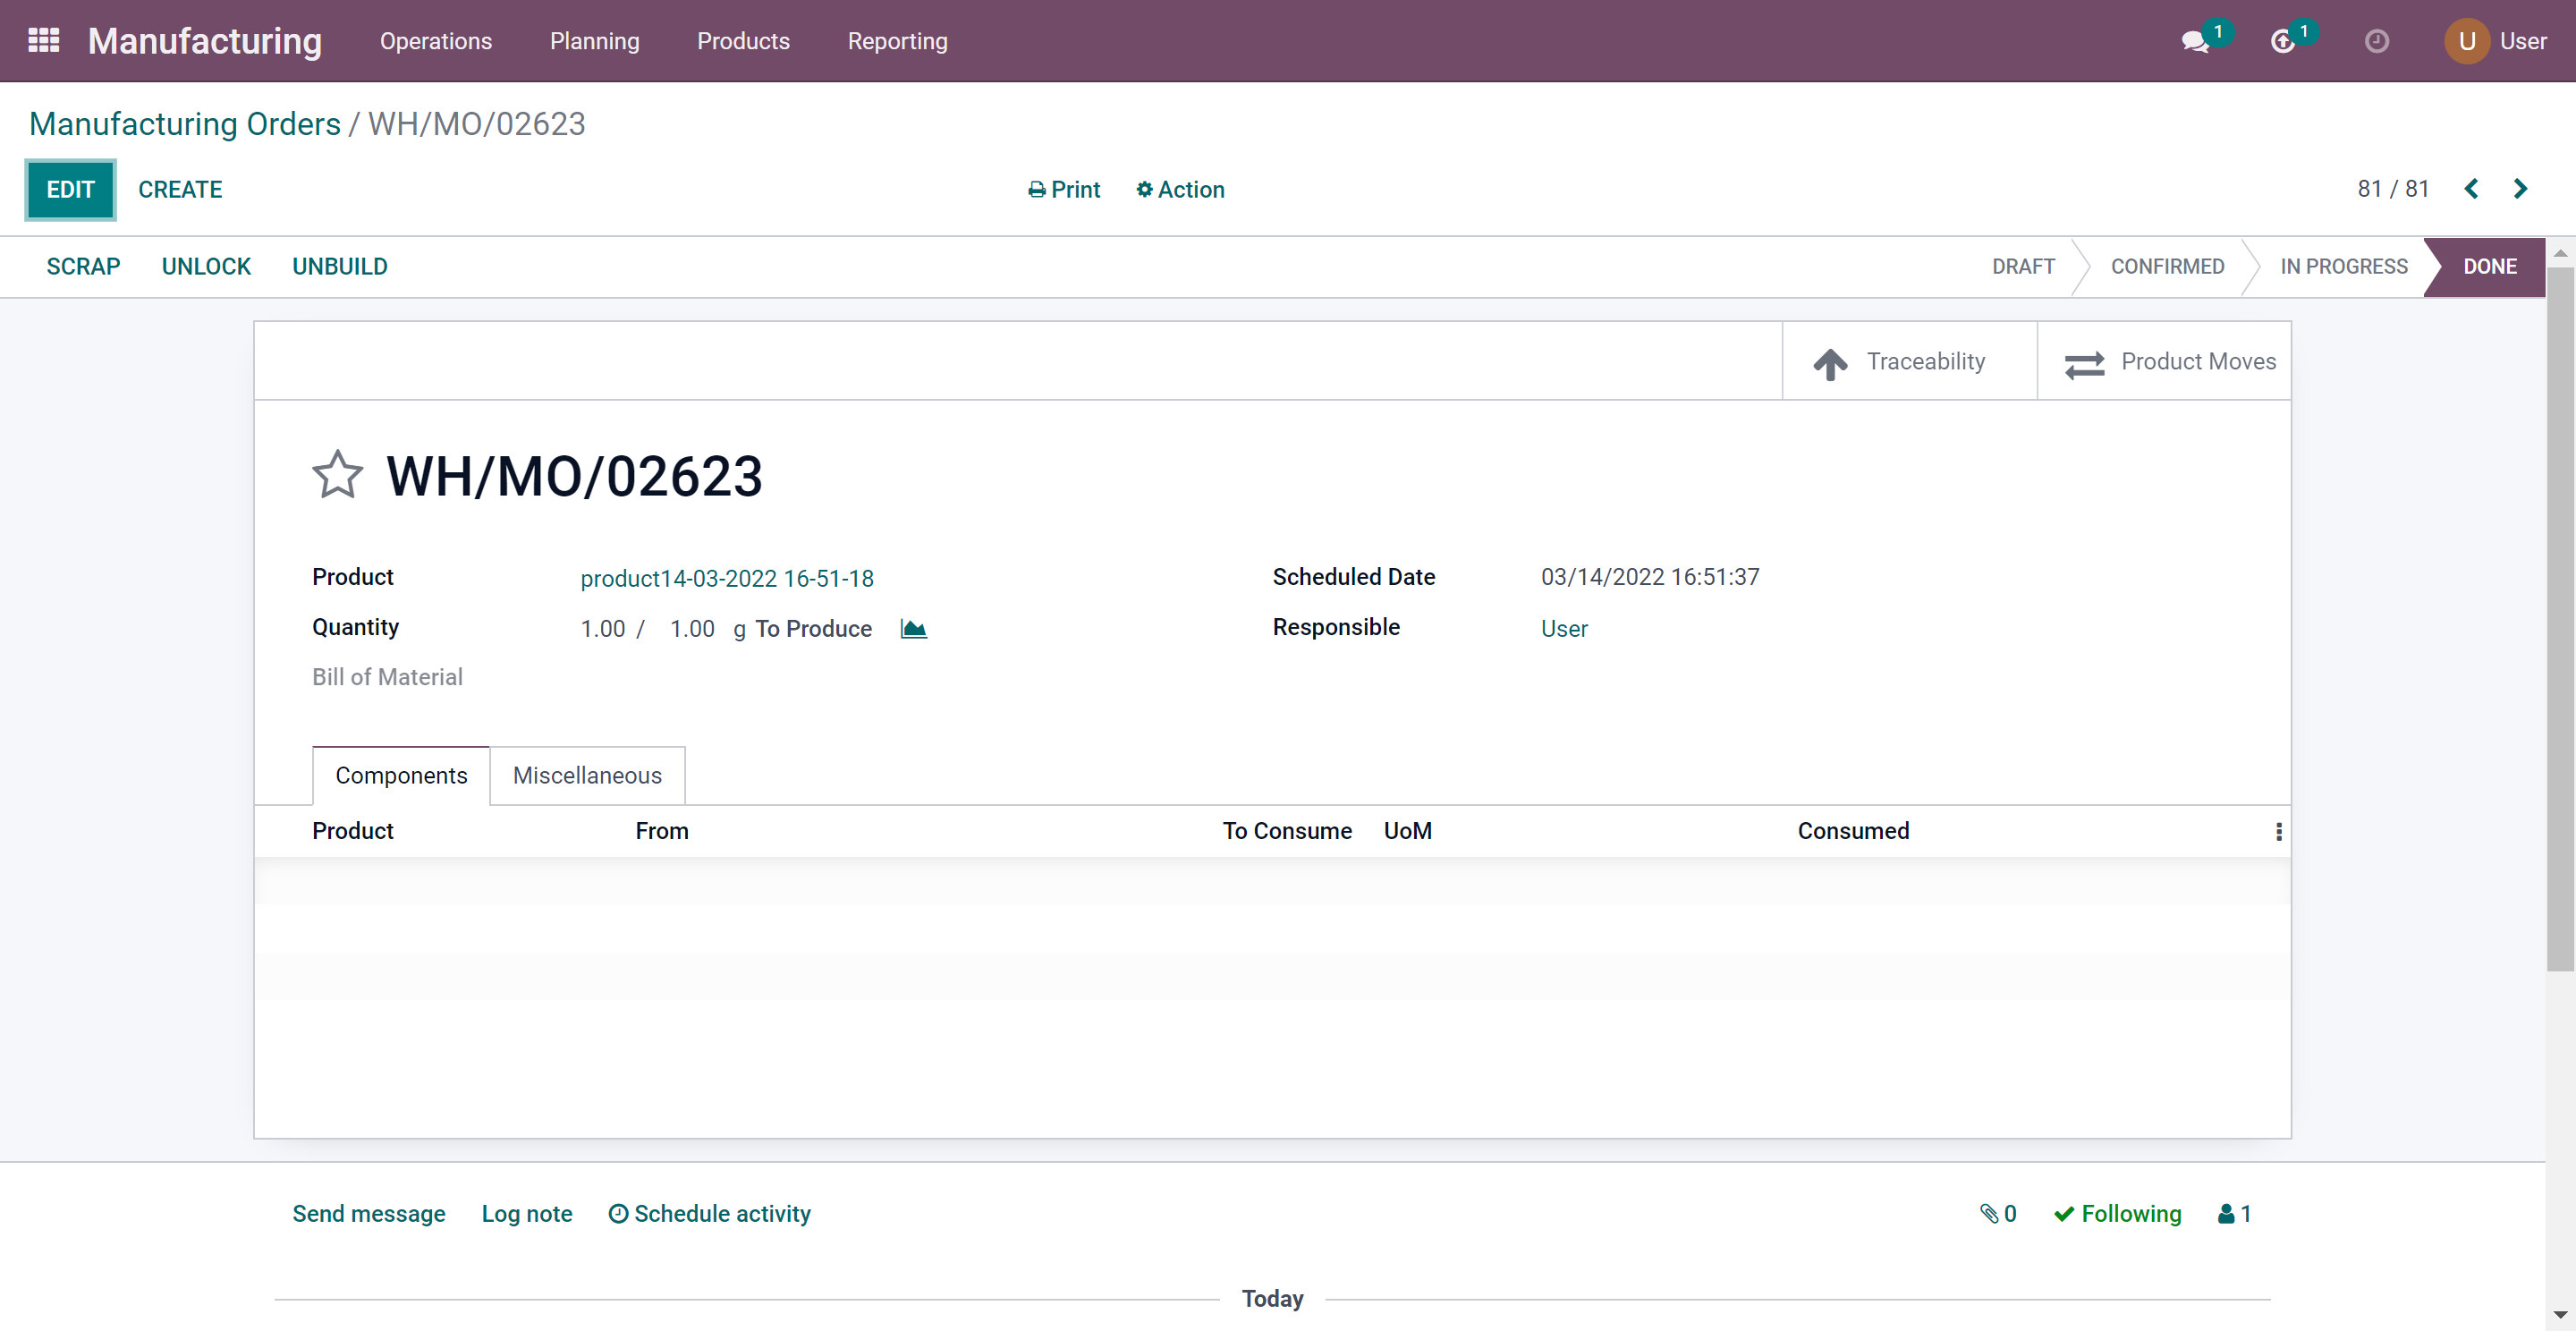 Manufacturing Operations Planning Products Reporting 1 1 U User
Manufacturing Orders / WH/MO/02623
EDIT CREATE Print Action 81 / 81
SCRAP UNLOCK UNBUILD DRAFT CONFIRMED IN PROGRESS DONE
Traceability Product Moves
WH/MO/02623
Product product14-03-2022 16-51-18 Scheduled Date 03/14/2022 16:51:37
Quantity 1.00 / 1.00 g To Produce Responsible User
Bill of Material
Components Miscellaneous
Product From To Consume UoM Consumed
Send message Log note Schedule activity 0 Following 1
Today